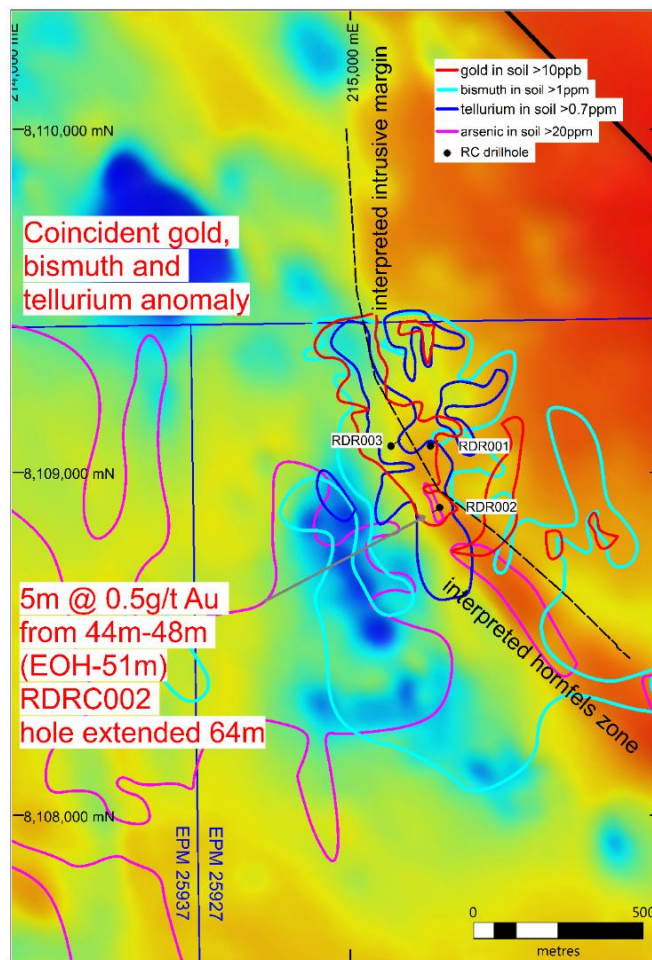 214,000 mE
215,000 mE
gold in soil >10ppb
bismuth in soil >1ppm
tellurium in soil >0.7ppm
arsenic in soil >20ppm
RC drillhole
8,110,000 mN
interpreted intrusive margin
Coincident gold,
bismuth and
tellurium anomaly
RDR003
RDR001
8,109,000 mN
RDR002
5m @ 0.5g/t Au
from 44m-48m
(EOH-51m)
RDRC002
hole extended 64m
interpreted hornfels zone
8,108,000 mN
EPM 25937
EPM 25927
0
500
metres